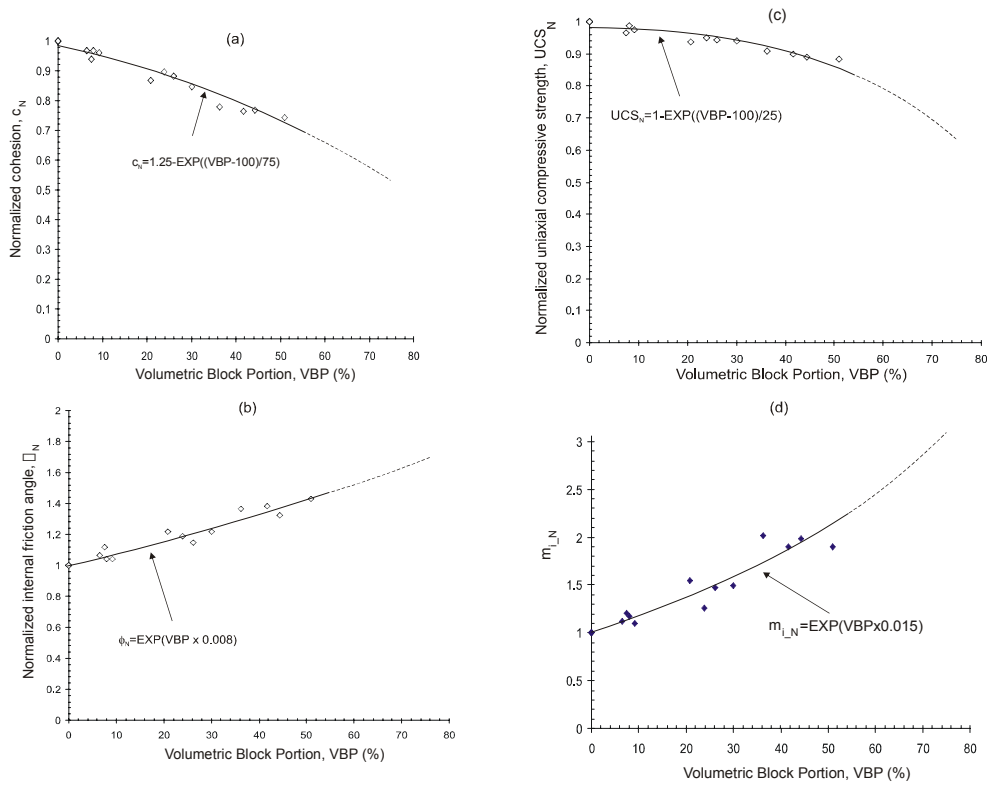 (a)
Normalized cohesion, c_N
1
0.9
0.8
0.7
0.6
0.5
0.4
0.3
0.2
0.1
0
c_N=1.25-EXP((VBP-100)/75)
0 10 20 30 40 50 60 70 80
Volumetric Block Portion, VBP (%)
(c)
Normalized uniaxial compressive strength, UCS_N
1
0.9
0.8
0.7
0.6
0.5
0.4
0.3
0.2
0.1
0
UCS_N=1-EXP((VBP-100)/25)
0 10 20 30 40 50 60 70 80
Volumetric Block Portion, VBP (%)
(b)
Normalized internal friction angle, □_N
2
1.8
1.6
1.4
1.2
1
0.8
0.6
0.4
0.2
0
ϕ_N=EXP(VBP x 0.008)
0 10 20 30 40 50 60 70 80
Volumetric Block Portion, VBP (%)
(d)
m_i_N
3
2.5
2
1.5
1
0.5
0
m_i_N=EXP(VBPx0.015)
0 10 20 30 40 50 60 70 80
Volumetric Block Portion, VBP (%)